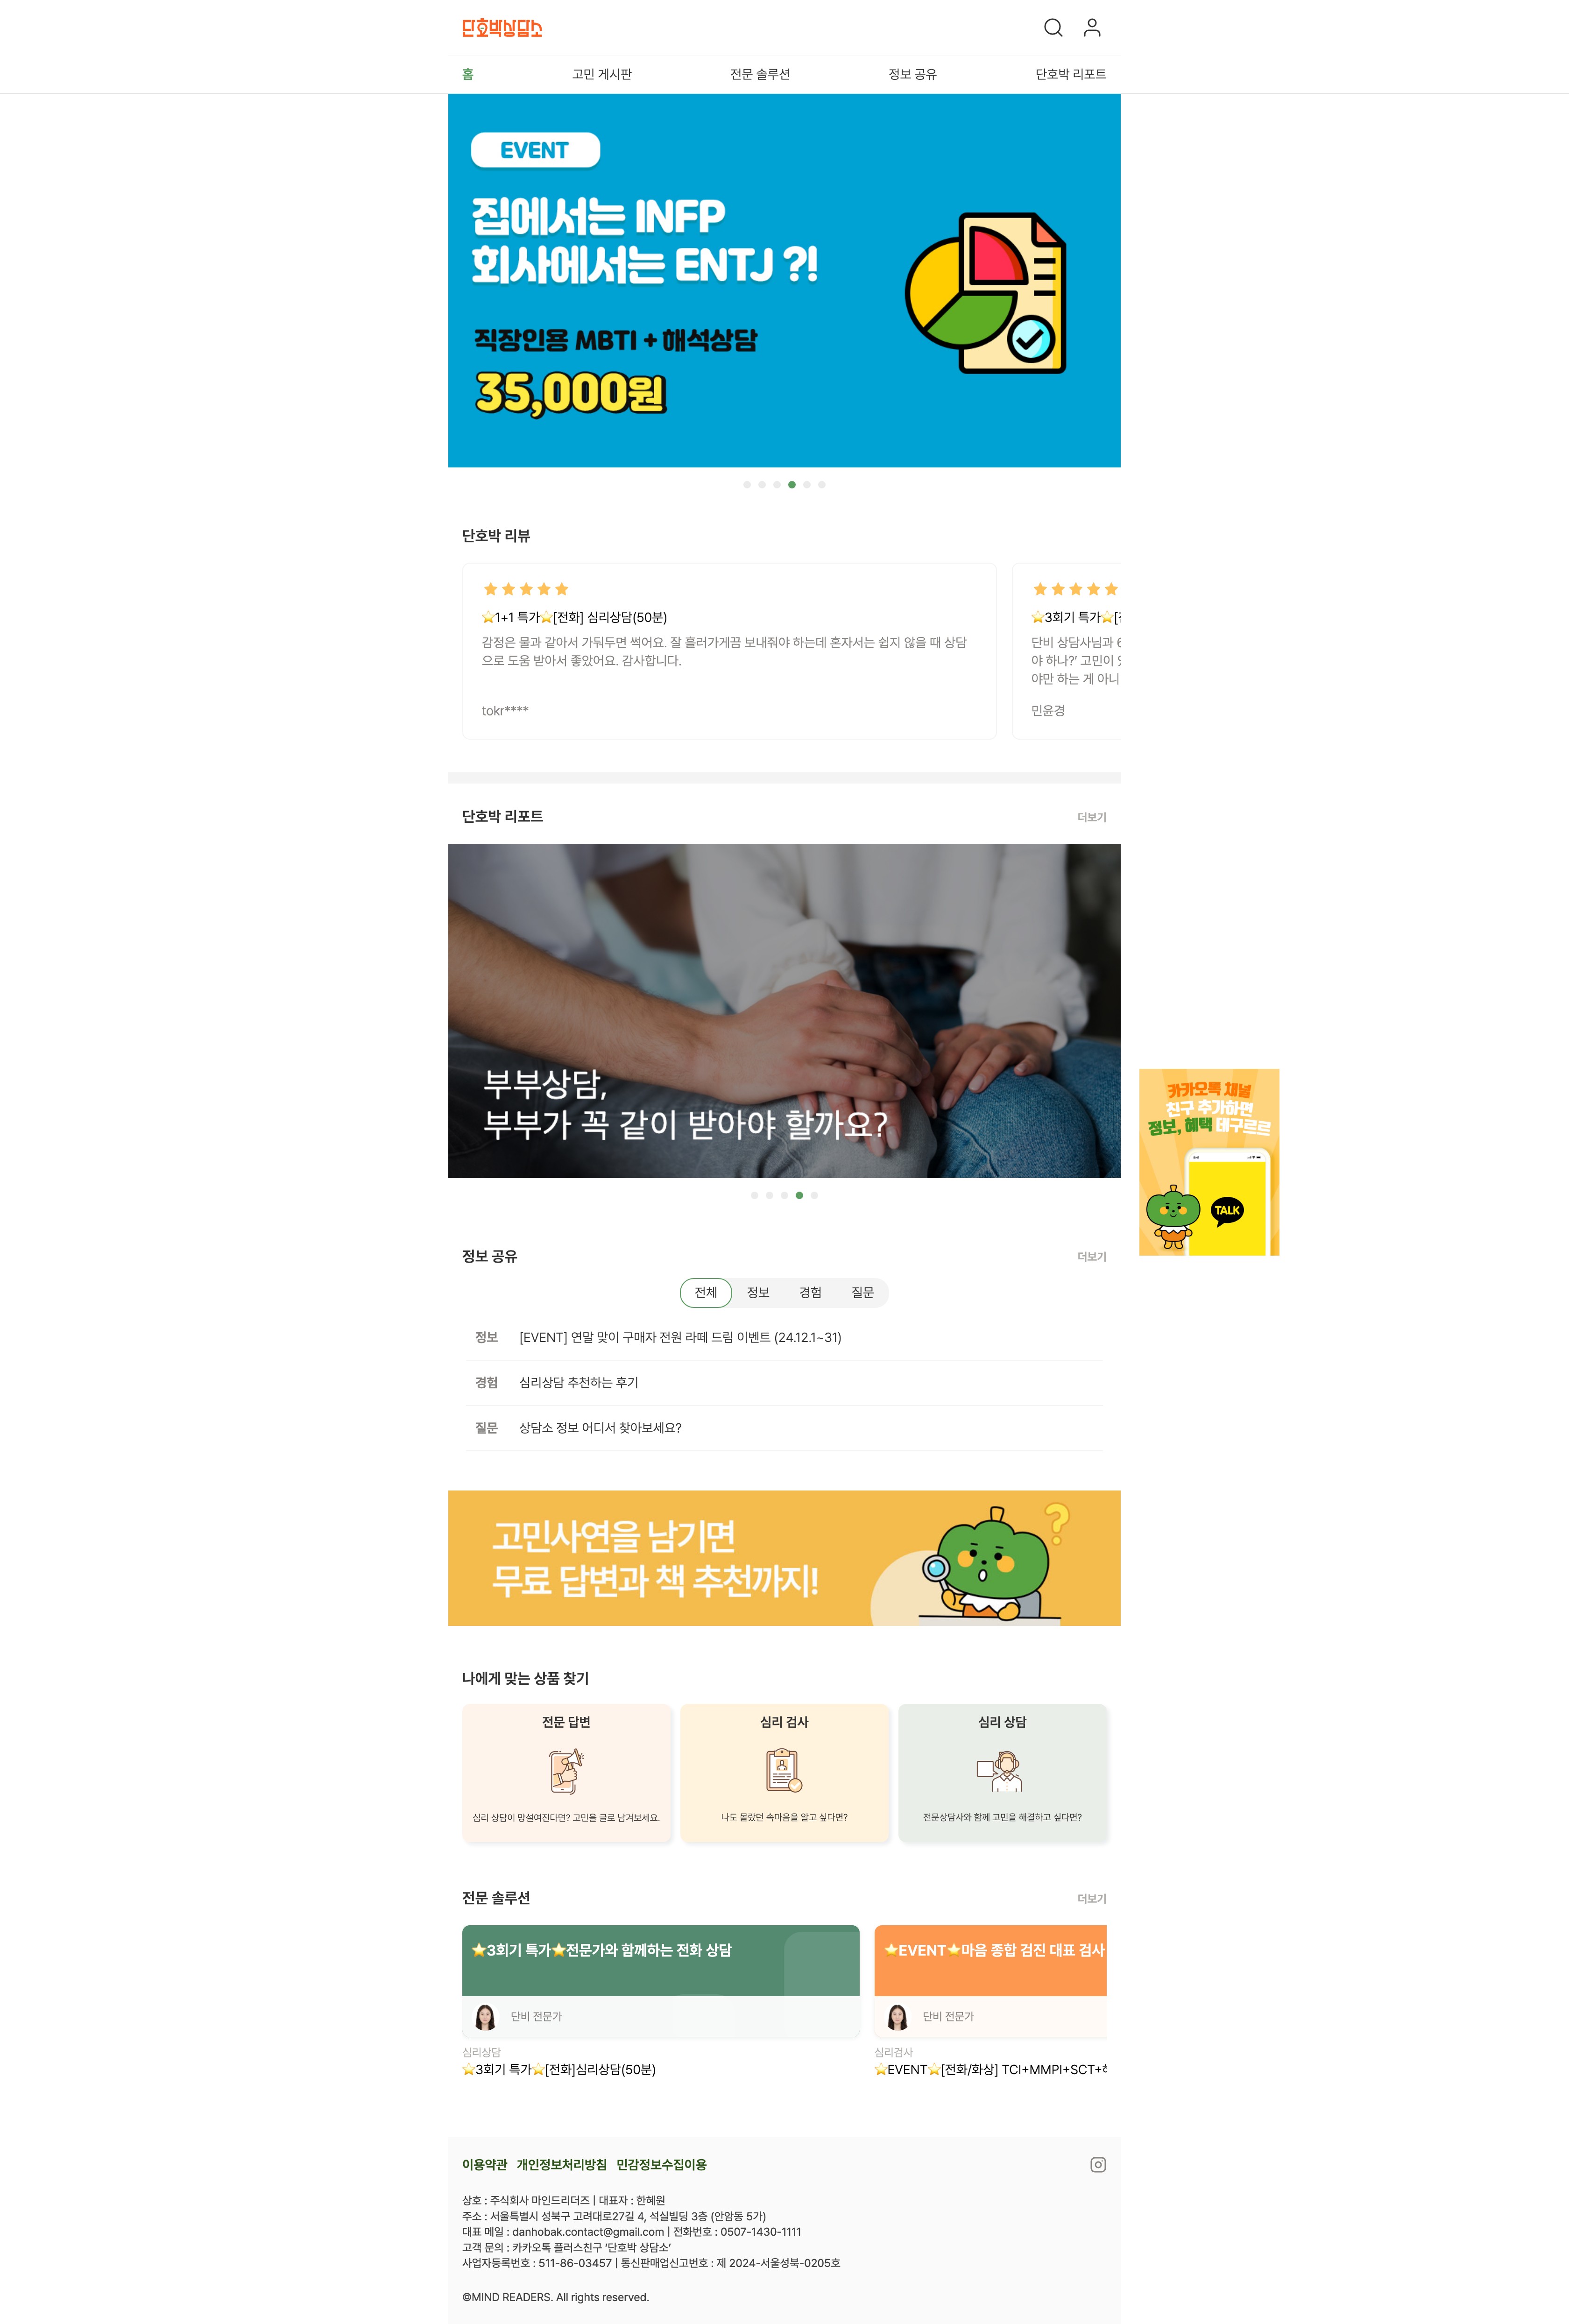 단호박상담소
홈 고민 게시판 전문 솔루션 정보 공유 단호박 리포트
EVENT
집에서는 INFP
회사에서는 ENTJ ?!
직장인용 MBTI + 해석상담
35,000원
단호박 리뷰
⭐1+1 특가⭐[전화] 심리상담(50분)
감정은 물과 같아서 가둬두면 썩어요. 잘 흘러가게끔 보내줘야 하는데 혼자서는 쉽지 않을 때 상담
으로 도움 받아서 좋았어요. 감사합니다.
tokr****
⭐3회기 특가⭐[
단비 상담사님과
야 하나?' 고민이
야만 하는 게 아니
민윤경
단호박 리포트 더보기
부부상담,
부부가 꼭 같이 받아야 할까요?
카카오톡 채널
친구 추가하면
정보, 혜택 데구르르
TALK
정보 공유 더보기
전체 정보 경험 질문
정보 [EVENT] 연말 맞이 구매자 전원 라떼 드림 이벤트 (24.12.1~31)
경험 심리상담 추천하는 후기
질문 상담소 정보 어디서 찾아보세요?
고민사연을 남기면
무료 답변과 책 추천까지!
나에게 맞는 상품 찾기
전문 답변
심리 상담이 망설여진다면? 고민을 글로 남겨보세요.
심리 검사
나도 몰랐던 속마음을 알고 싶다면?
심리 상담
전문상담사와 함께 고민을 해결하고 싶다면?
전문 솔루션 더보기
⭐3회기 특가⭐전문가와 함께하는 전화 상담
단비 전문가
심리상담
⭐3회기 특가⭐[전화]심리상담(50분)
⭐EVENT⭐마음 종합 검진 대표 검사
단비 전문가
심리검사
⭐EVENT⭐[전화/화상] TCI+MMPI+SCT+
이용약관 개인정보처리방침 민감정보수집이용
상호 : 주식회사 마인드리더즈 | 대표자 : 한혜원
주소 : 서울특별시 성북구 고려대로27길 4, 석실빌딩 3층 (안암동 5가)
대표 메일 : danhobak.contact@gmail.com | 전화번호 : 0507-1430-1111
고객 문의 : 카카오톡 플러스친구 '단호박 상담소'
사업자등록번호 : 511-86-03457 | 통신판매업신고번호 : 제 2024-서울성북-0205호
©MIND READERS. All rights reserved.